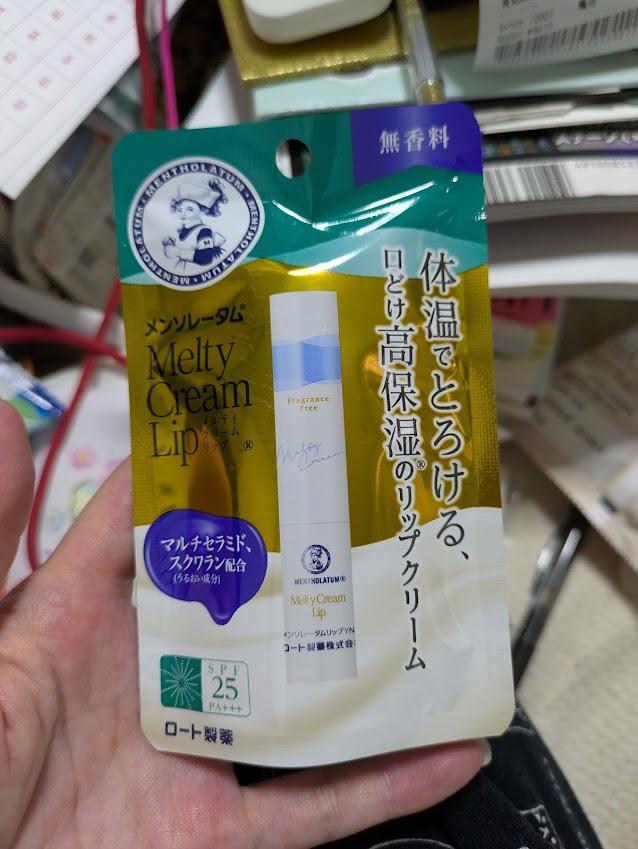 無香料
MENTHOLATUM・MENTHOLATUM・MENTHOLATUM
メンソレータム®
Melty
Cream
Lip®
メルティ
クリーム
リップ
体温でとろける、
口どけ高保湿®のリップクリーム
Fragrance
Free
Melty
Cream
MENTHOLATUM®
Melty Cream
Lip
メンソレータムリップYN
ロート製薬株式会
マルチセラミド、
スクワラン配合
(うるおい成分)
SPF
25
PA+++
ロート製薬